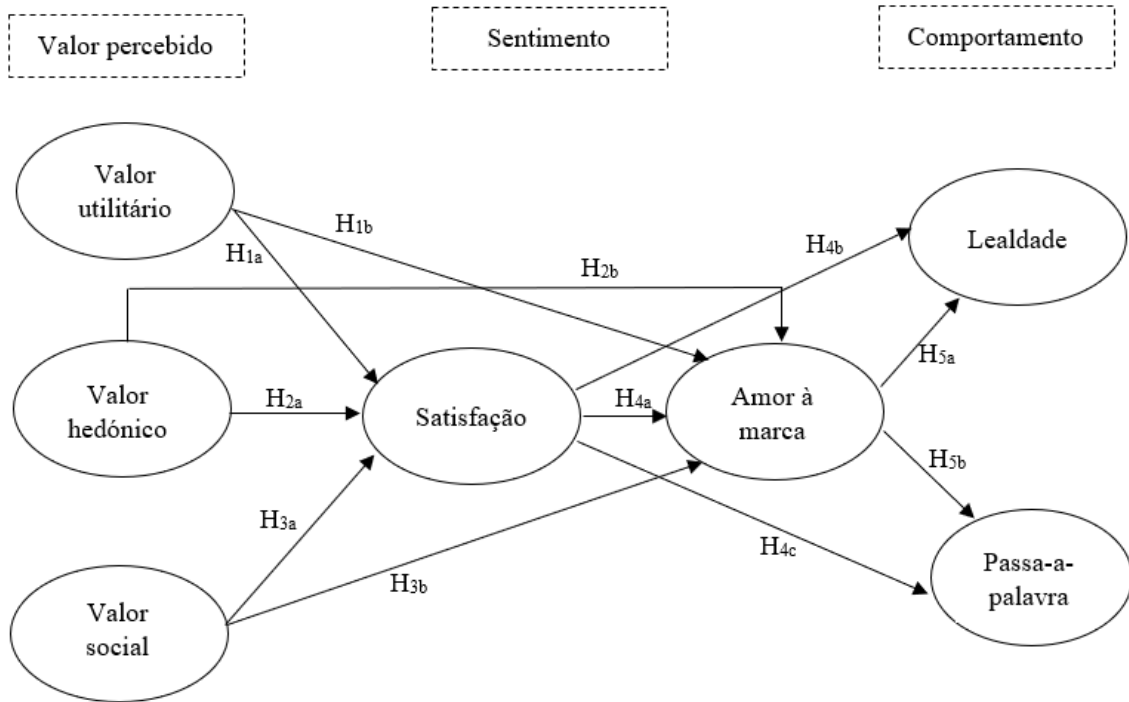 Valor percebido
Sentimento
Comportamento
Valor
utilitário
H1a
H1b
H2b
H4b
Lealdade
Valor
hedónico
H2a
Satisfação
H4a
Amor à
marca
H5a
H5b
H3a
H3b
H4c
Valor
social
Passa-a-
palavra